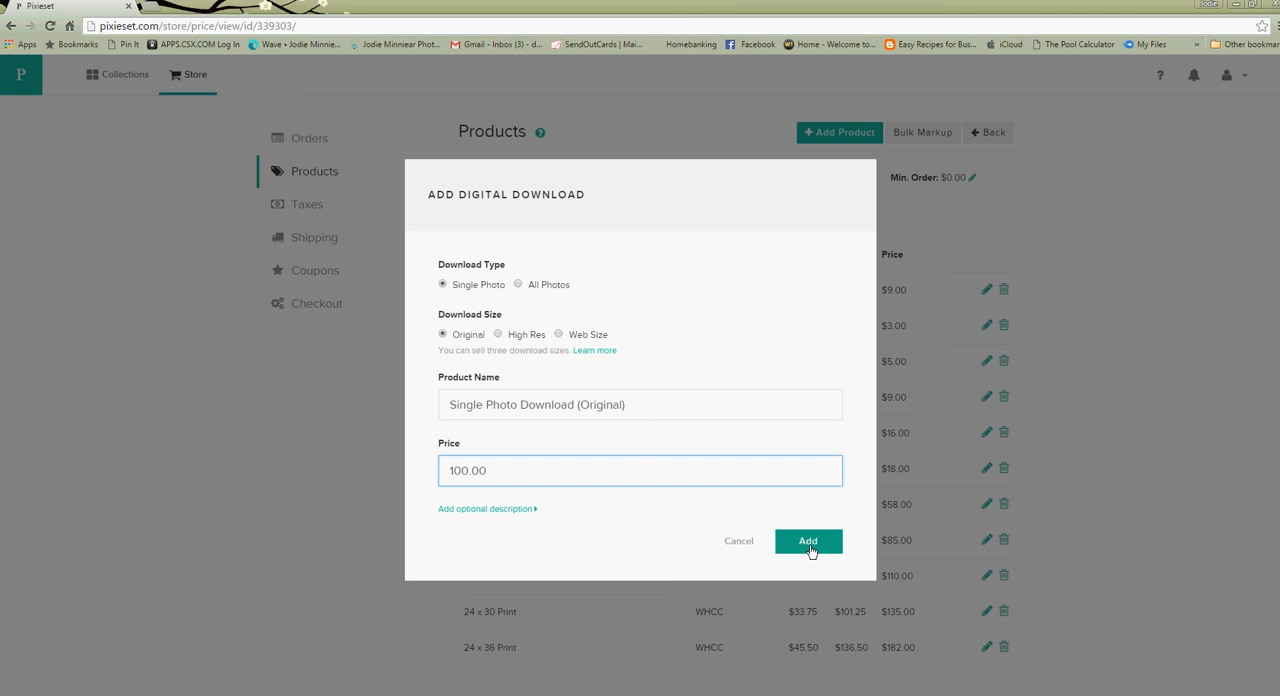 P Pixieset ×
Jodie
pixieset.com/store/price/view/id/339303/
Apps Bookmarks Pin It APPS.CSX.COM Log In Wave • Jodie Minnie... Jodie Minniear Phot... Gmail - Inbox (3) - d... SendOutCards | Mai... Homebanking Facebook Home - Welcome to... Easy Recipes for Bus... iCloud The Pool Calculator My Files » Other bookmar
P Collections Store ?
Orders
Products
Taxes
Shipping
Coupons
Checkout
Products ?
+ Add Product Bulk Markup Back
Min. Order: $0.00
ADD DIGITAL DOWNLOAD
Download Type
Single Photo All Photos
Download Size
Original High Res Web Size
You can sell three download sizes. Learn more
Product Name
Single Photo Download (Original)
Price
100.00
Add optional description
Cancel Add
Price
$9.00
$3.00
$5.00
$9.00
$16.00
$18.00
$58.00
$85.00
$110.00
24 x 30 Print WHCC $33.75 $101.25 $135.00
24 x 36 Print WHCC $45.50 $136.50 $182.00